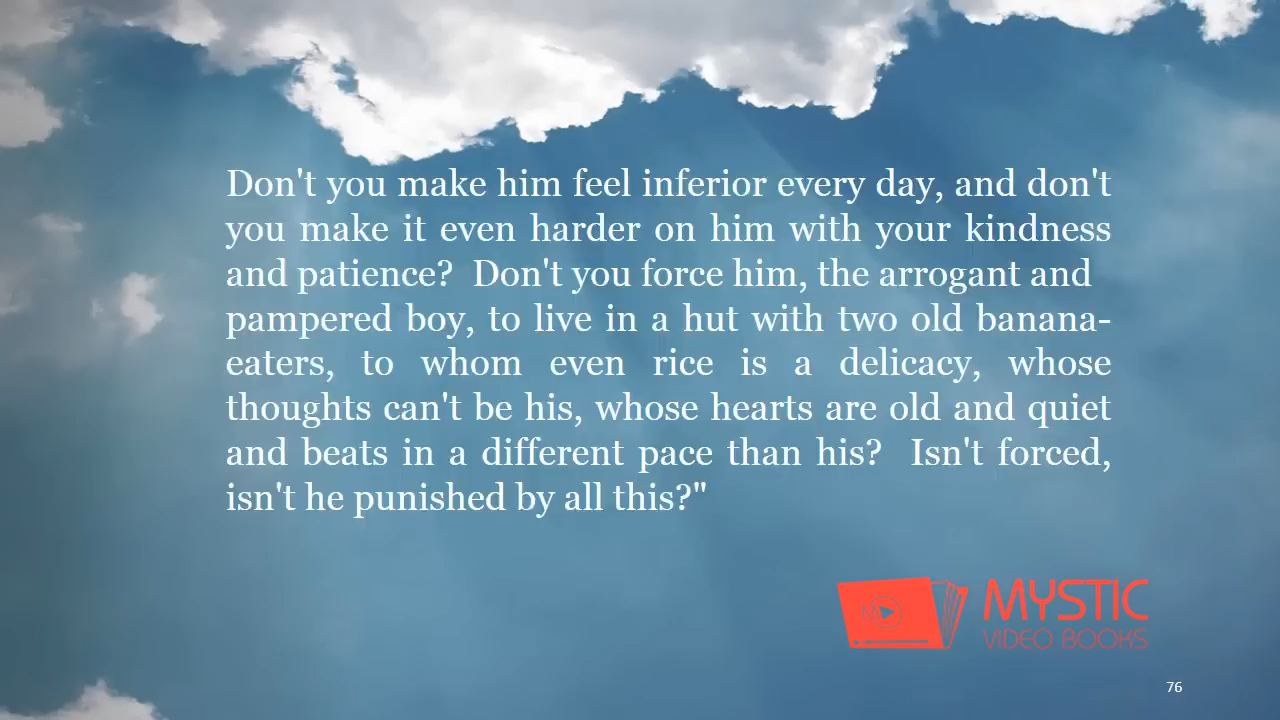 Don't you make him feel inferior every day, and don't
you make it even harder on him with your kindness
and patience?  Don't you force him, the arrogant and
pampered boy, to live in a hut with two old banana-
eaters, to whom even rice is a delicacy, whose
thoughts can't be his, whose hearts are old and quiet
and beats in a different pace than his?  Isn't forced,
isn't he punished by all this?"
MYSTIC
VIDEO BOOKS
76